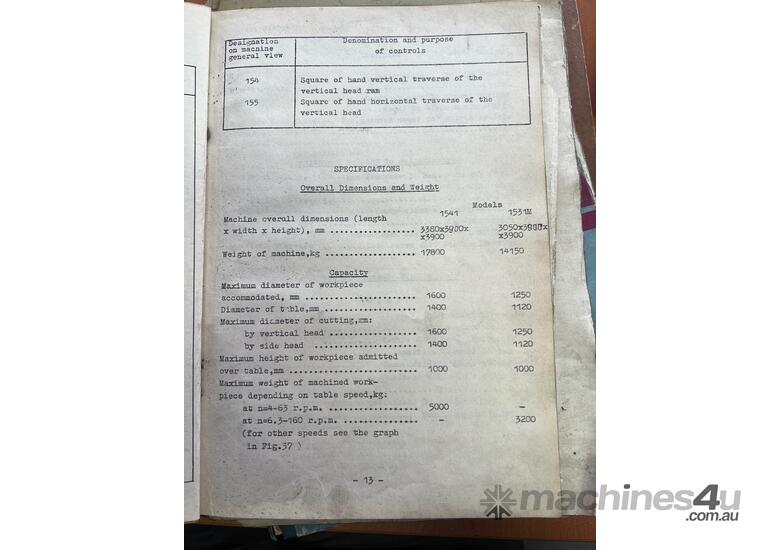 Designation Denomination and purpose
on machine of controls
general view
154 Square of hand vertical traverse of the
vertical head ram
155 Square of hand horizontal traverse of the
vertical head
SPECIFICATIONS
Overall Dimensions and Weight
Models
1541 1531M
Machine overall dimensions (length
x width x height), mm .................. 3380x3900x 3050x3900x
x3900 x3900
Weight of machine,kg ................... 17800 14150
Capacity
Maximum diameter of workpiece
accommodated, mm ....................... 1600 1250
Diameter of table,mm ................... 1400 1120
Maximum diameter of cutting,mm:
by vertical head ................... 1600 1250
by side head ...................... 1400 1120
Maximum height of workpiece admitted
over table,mm .......................... 1000 1000
Maximum weight of machined work-
piece depending on table speed,kg:
at n=4-63 r.p.m. ................... 5000 -
at n=6.3-160 r.p.m. ................ - 3200
(for other speeds see the graph
in Fig.37 )
- 13 -
machines4u
.com.au